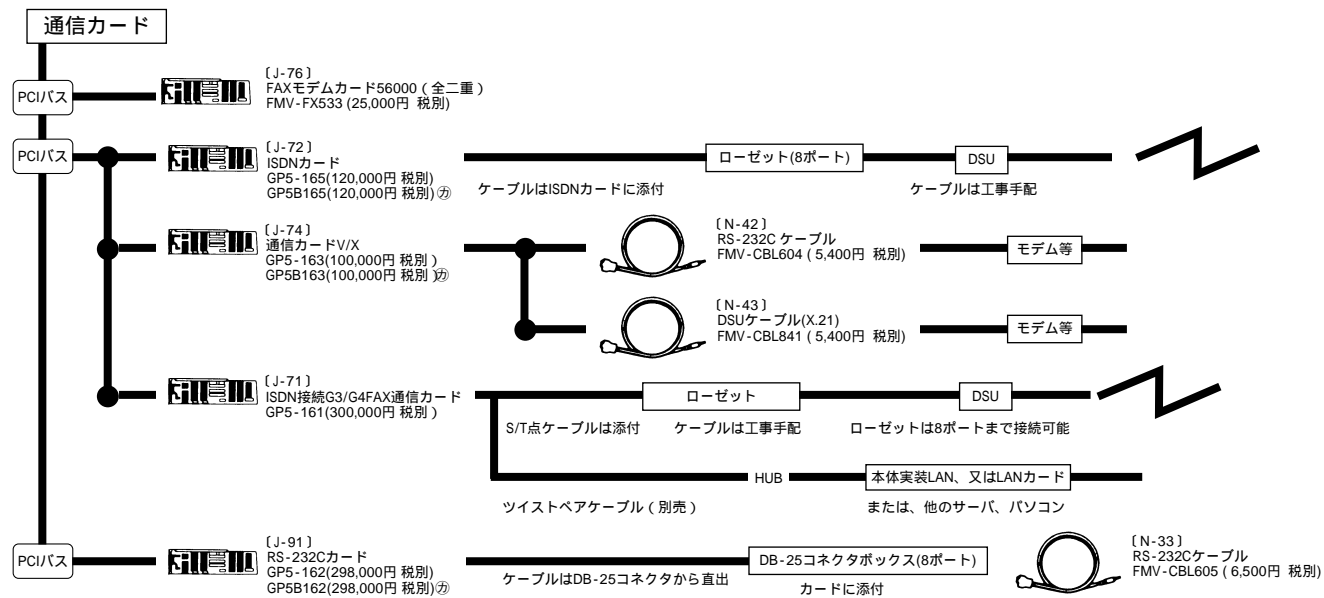 通信カード
PCIバス
〔J-76〕
FAXモデムカード56000（全二重）
FMV-FX533 (25,000円 税別)
PCIバス
〔J-72〕
ISDNカード
GP5-165(120,000円 税別)
GP5B165(120,000円 税別)㋕
ローゼット(8ポート)
DSU
ケーブルはISDNカードに添付
ケーブルは工事手配
〔J-74〕
通信カードV/X
GP5-163(100,000円 税別）
GP5B163(100,000円 税別)㋕
〔N-42〕
RS-232C ケーブル
FMV-CBL604（5,400円 税別)
モデム等
〔N-43〕
DSUケーブル(X.21)
FMV-CBL841（5,400円 税別)
モデム等
〔J-71〕
ISDN接続G3/G4FAX通信カード
GP5-161(300,000円 税別）
ローゼット
DSU
S/T点ケーブルは添付
ケーブルは工事手配
ローゼットは8ポートまで接続可能
HUB
本体実装LAN、又はLANカード
ツイストペアケーブル（別売）
または、他のサーバ、パソコン
PCIバス
〔J-91〕
RS-232Cカード
GP5-162(298,000円 税別)
GP5B162(298,000円 税別)㋕
ケーブルはDB-25コネクタから直出
DB-25コネクタボックス(8ポート)
カードに添付
〔N-33〕
RS-232Cケーブル
FMV-CBL605（6,500円 税別)